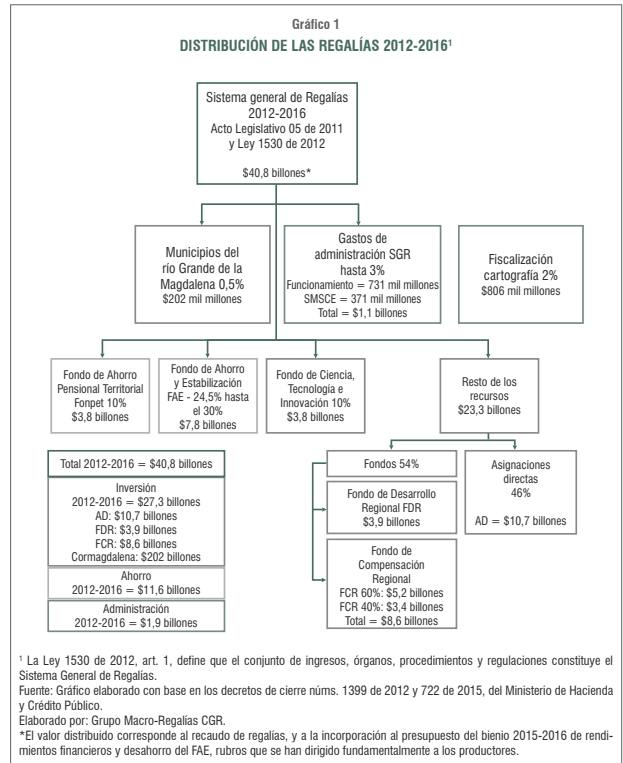 Gráfico 1
DISTRIBUCIÓN DE LAS REGALÍAS 2012-2016¹
Sistema general de Regalías
2012-2016
Acto Legislativo 05 de 2011
y Ley 1530 de 2012
$40,8 billones*
Municipios del
río Grande de la
Magdalena 0,5%
$202 mil millones
Gastos de
administración SGR
hasta 3%
Funcionamiento = 731 mil millones
SMSCE = 371 mil millones
Total = $1,1 billones
Fiscalización
cartografía 2%
$806 mil millones
Fondo de Ahorro
Pensional Territorial
Fonpet 10%
$3,8 billones
Fondo de Ahorro
y Estabilización
FAE - 24,5% hasta
el 30%
$7,8 billones
Fondo de Ciencia,
Tecnología e
Innovación 10%
$3,8 billones
Resto de los
recursos
$23,3 billones
Total 2012-2016 = $40,8 billones
Inversión
2012-2016 = $27,3 billones
AD: $10,7 billones
FDR: $3,9 billones
FCR: $8,6 billones
Cormagdalena: $202 billones
Ahorro
2012-2016 = $11,6 billones
Administración
2012-2016 = $1,9 billones
Fondos 54%
Fondo de Desarrollo
Regional FDR
$3,9 billones
Fondo de
Compensación
Regional
FCR 60%: $5,2 billones
FCR 40%: $3,4 billones
Total = $8,6 billones
Asignaciones
directas
46%
AD = $10,7 billones
¹ La Ley 1530 de 2012, art. 1, define que el conjunto de ingresos, órganos, procedimientos y regulaciones constituye el
Sistema General de Regalías.
Fuente: Gráfico elaborado con base en los decretos de cierre núms. 1399 de 2012 y 722 de 2015, del Ministerio de Hacienda
y Crédito Público.
Elaborado por: Grupo Macro-Regalías CGR.
*El valor distribuido corresponde al recaudo de regalías, y a la incorporación al presupuesto del bienio 2015-2016 de rendi-
mientos financieros y desahorro del FAE, rubros que se han dirigido fundamentalmente a los productores.